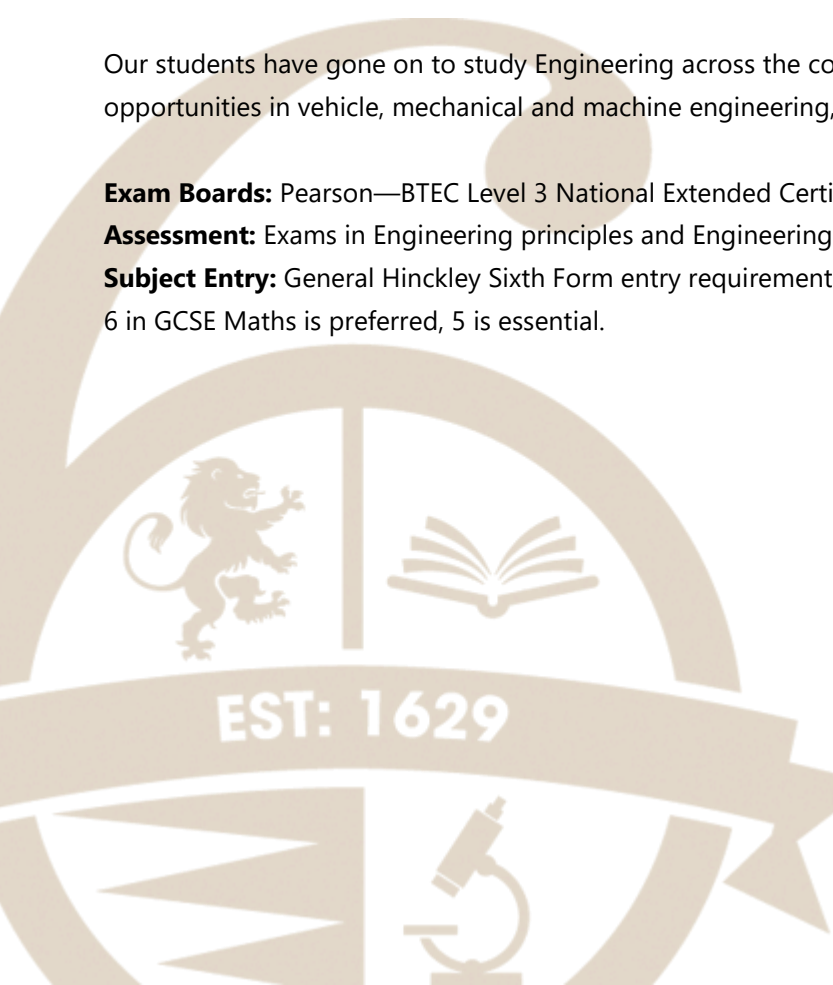 Our students have gone on to study Engineering across the co
opportunities in vehicle, mechanical and machine engineering,
Exam Boards: Pearson—BTEC Level 3 National Extended Certi
Assessment: Exams in Engineering principles and Engineering
Subject Entry: General Hinckley Sixth Form entry requirement
6 in GCSE Maths is preferred, 5 is essential.
EST: 1629